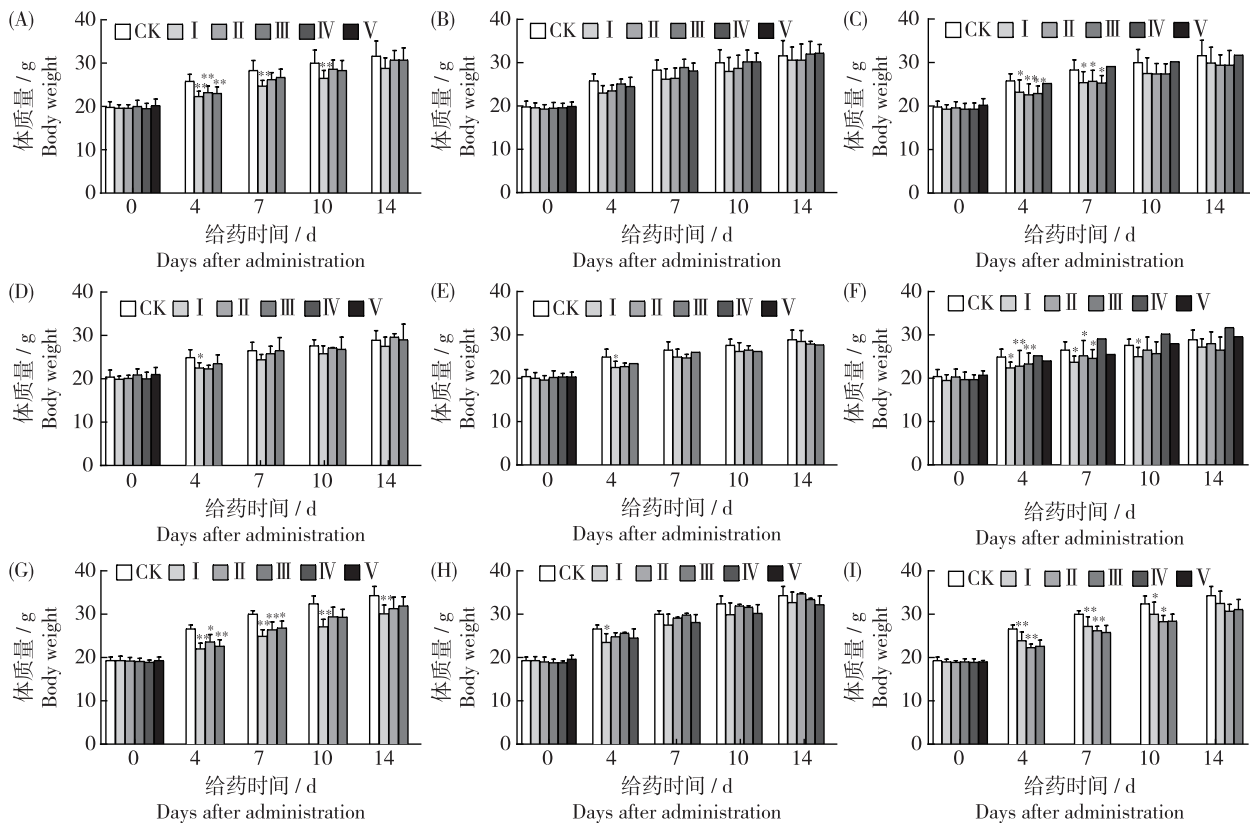 (A)
CK I II III IV V
体质量 / g
Body weight
40
30
20
10
0
** ** ** ** **
0 4 7 10 14
给药时间 / d
Days after administration
(B)
CK I II III IV V
体质量 / g
Body weight
40
30
20
10
0
0 4 7 10 14
给药时间 / d
Days after administration
(C)
CK I II III IV V
体质量 / g
Body weight
40
30
20
10
0
* ** ** * * *
0 4 7 10 14
给药时间 / d
Days after administration
(D)
CK I II III IV V
体质量 / g
Body weight
40
30
20
10
0
*
0 4 7 10 14
给药时间 / d
Days after administration
(E)
CK I II III IV V
体质量 / g
Body weight
40
30
20
10
0
*
0 4 7 10 14
给药时间 / d
Days after administration
(F)
CK I II III IV V
体质量 / g
Body weight
40
30
20
10
0
* ** ** * * * *
0 4 7 10 14
给药时间 / d
Days after administration
(G)
CK I II III IV V
体质量 / g
Body weight
40
30
20
10
0
** * ** ** ** * ** **
0 4 7 10 14
给药时间 / d
Days after administration
(H)
CK I II III IV V
体质量 / g
Body weight
40
30
20
10
0
*
0 4 7 10 14
给药时间 / d
Days after administration
(I)
CK I II III IV V
体质量 / g
Body weight
40
30
20
10
0
** ** ** ** * *
0 4 7 10 14
给药时间 / d
Days after administration